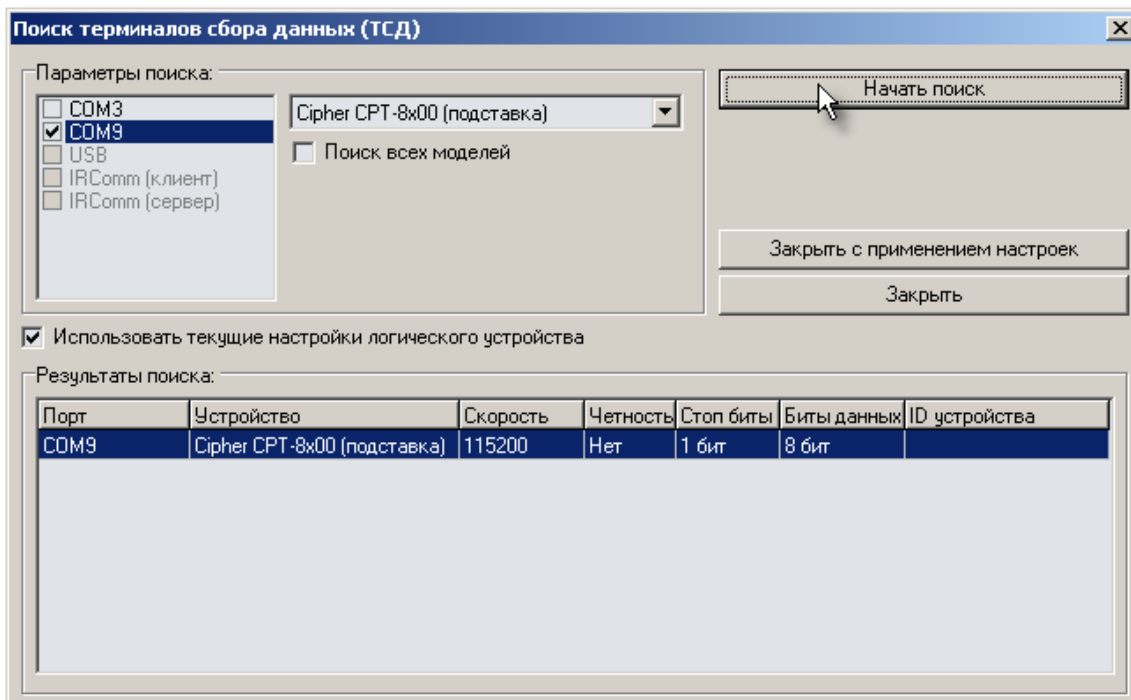 Поиск терминалов сбора данных (ТСД)
Параметры поиска:
COM3
COM9
USB
IRComm (клиент)
IRComm (сервер)
Cipher CPT-8x00 (подставка)
Поиск всех моделей
Начать поиск
Закрыть с применением настроек
Закрыть
Использовать текущие настройки логического устройства
Результаты поиска:
Порт Устройство Скорость Четность Стоп биты Биты данных ID устройства
COM9 Cipher CPT-8x00 (подставка) 115200 Нет 1 бит 8 бит